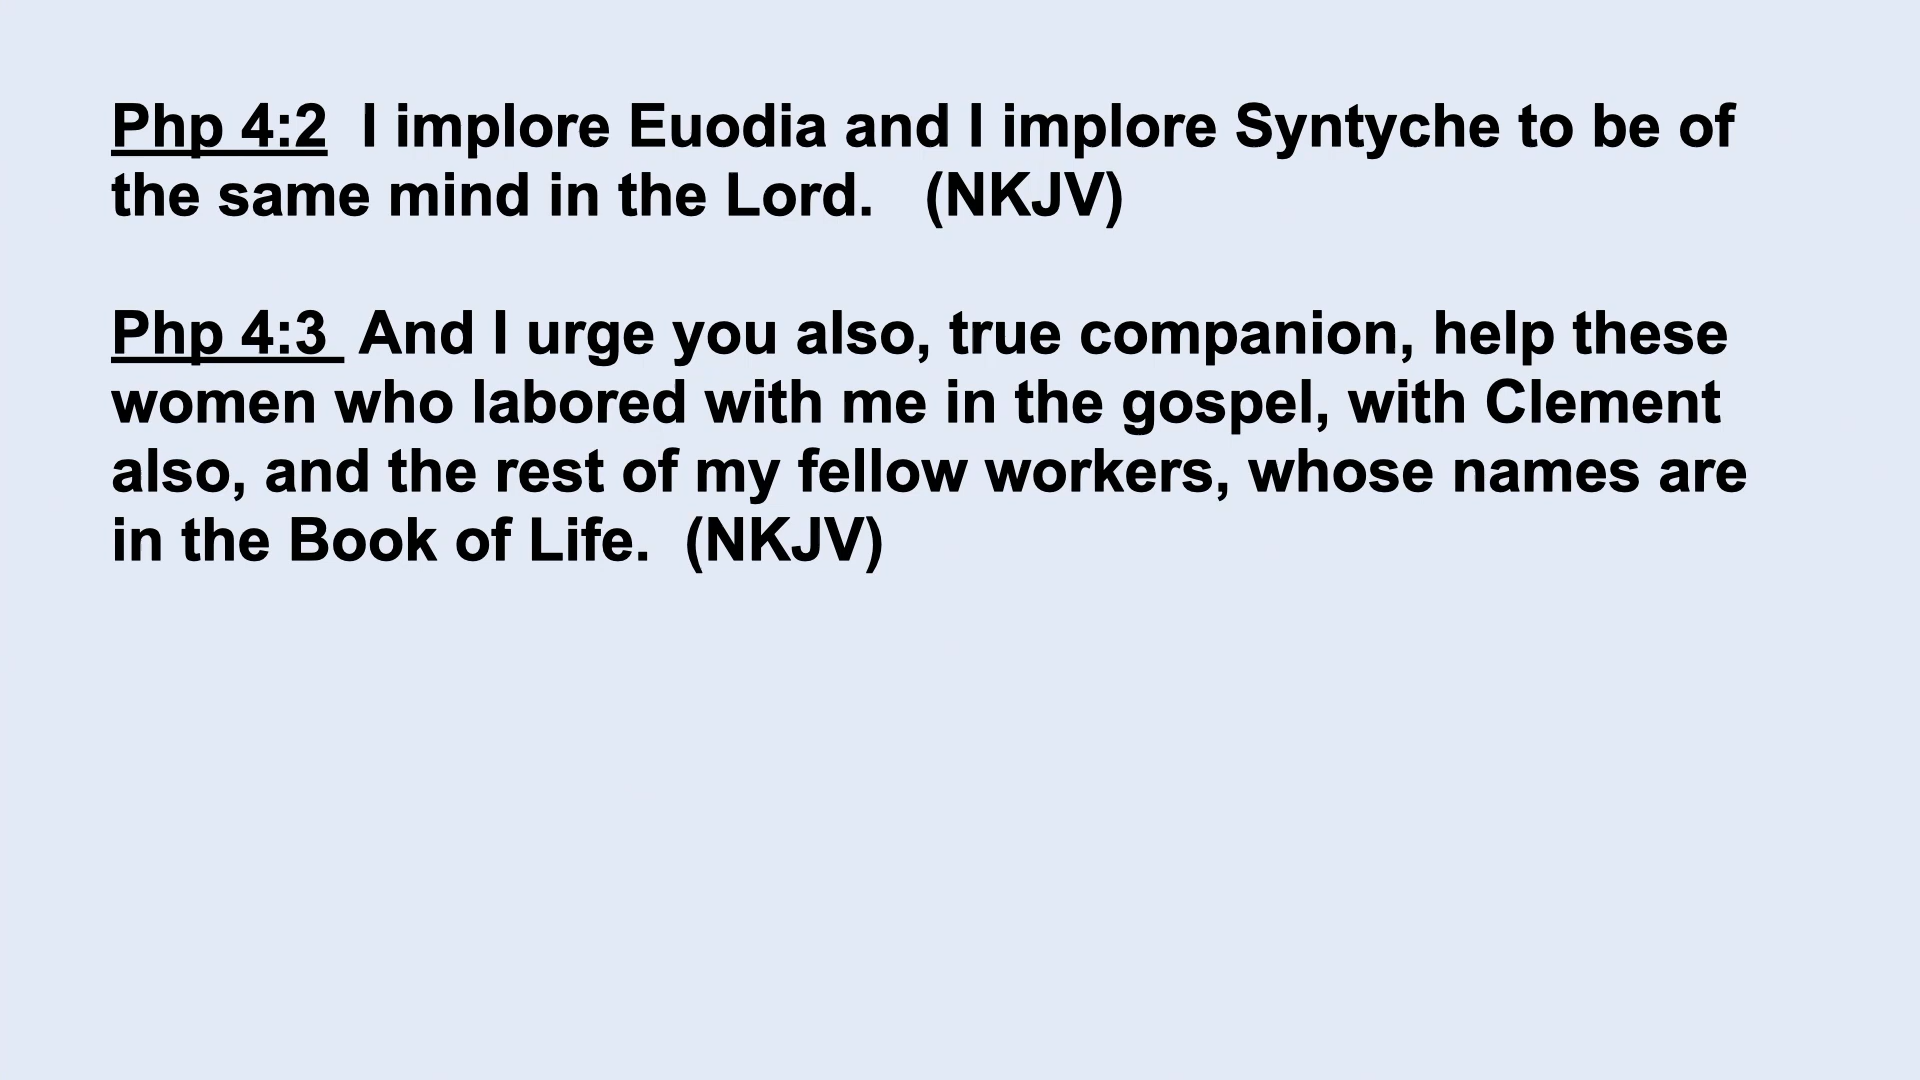 Php 4:2  I implore Euodia and I implore Syntyche to be of
the same mind in the Lord.   (NKJV)
Php 4:3  And I urge you also, true companion, help these
women who labored with me in the gospel, with Clement
also, and the rest of my fellow workers, whose names are
in the Book of Life.  (NKJV)